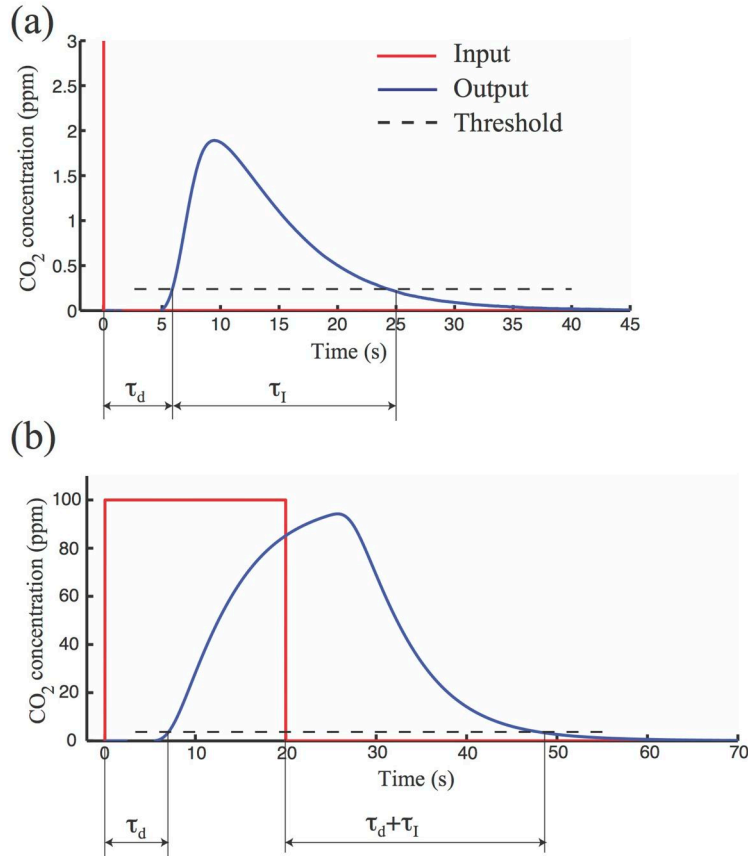 (a)
CO2 concentration (ppm)
3
2.5
2
1.5
1
0.5
0
Input
Output
Threshold
0 5 10 15 20 25 30 35 40 45
Time (s)
τd τI
(b)
CO2 concentration (ppm)
100
80
60
40
20
0
0 10 20 30 40 50 60 70
Time (s)
τd τd+τI